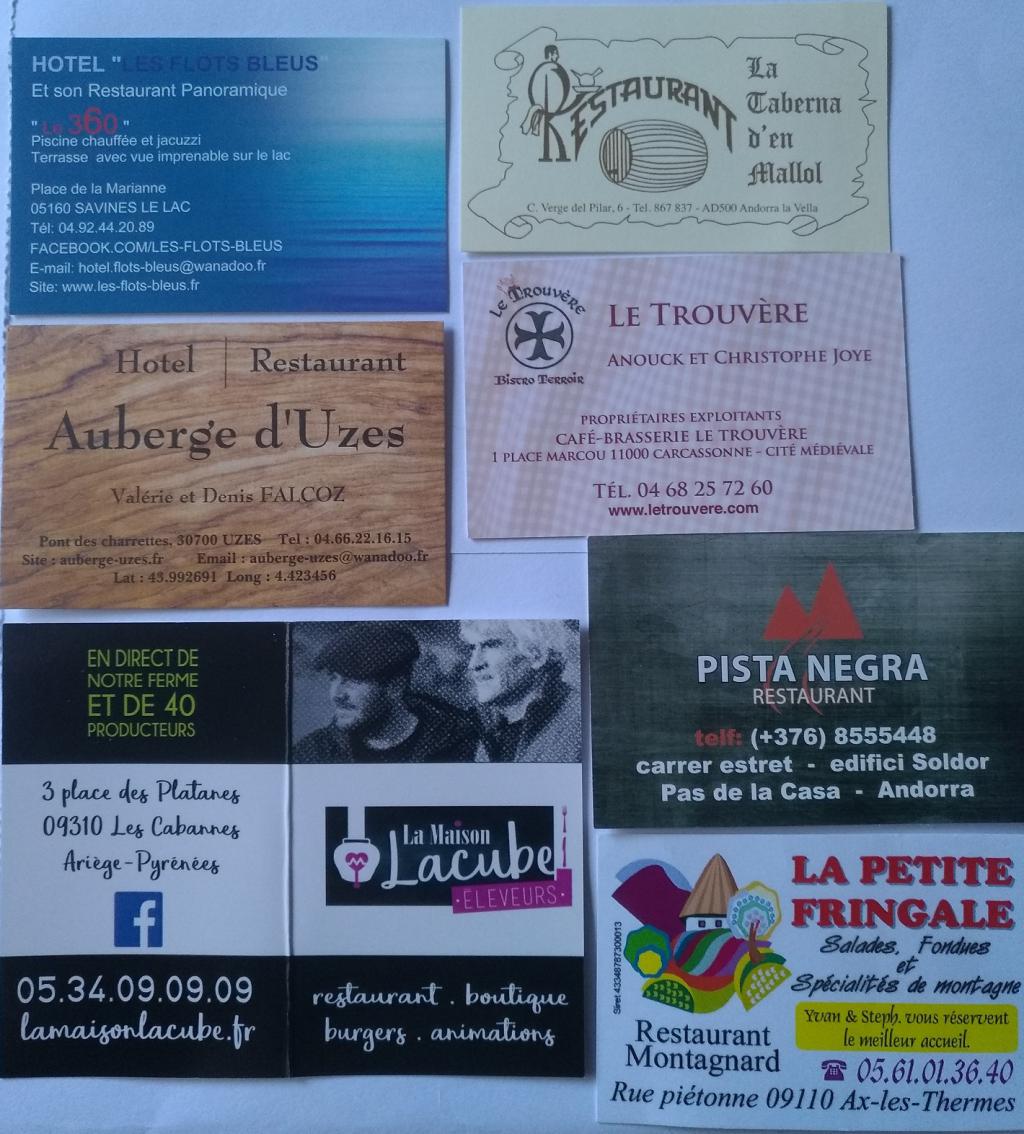 HOTEL "LES FLOTS BLEUS"
Et son Restaurant Panoramique
" Le 360 "
Piscine chauffée et jacuzzi
Terrasse avec vue imprenable sur le lac
Place de la Marianne
05160 SAVINES LE LAC
Tél: 04.92.44.20.89
FACEBOOK.COM/LES-FLOTS-BLEUS
E-mail: hotel.flots-bleus@wanadoo.fr
Site: www.les-flots-bleus.fr
RESTAURANT
La
Taberna
d'en
Mallol
C. Verge del Pilar, 6 - Tel. 867 837 - AD500 Andorra la Vella
Hotel | Restaurant
Auberge d'Uzes
Valérie et Denis FALCOZ
Pont des charrettes, 30700 UZES Tel : 04.66.22.16.15
Site : auberge-uzes.fr Email : auberge-uzes@wanadoo.fr
Lat : 43.992691 Long : 4.423456
Le Trouvère
Bistro Terroir
LE TROUVÈRE
ANOUCK ET CHRISTOPHE JOYE
PROPRIÉTAIRES EXPLOITANTS
CAFÉ-BRASSERIE LE TROUVÈRE
1 PLACE MARCOU 11000 CARCASSONNE - CITÉ MÉDIÉVALE
TÉL. 04 68 25 72 60
www.letrouvere.com
EN DIRECT DE
NOTRE FERME
ET DE 40
PRODUCTEURS
3 place des Platanes
09310 Les Cabannes
Ariège-Pyrénées
f
05.34.09.09.09
lamaisonlacube.fr
La Maison
Lacube
ÉLEVEURS
restaurant . boutique
burgers . animations
PISTA NEGRA
RESTAURANT
telf: (+376) 8555448
carrer estret - edifici Soldor
Pas de la Casa - Andorra
LA PETITE
FRINGALE
Salades, Fondues
et
Spécialités de montagne
Yvan & Steph. vous réservent
le meilleur accueil.
Siret 43348787300013
Restaurant
Montagnard
☎ 05.61.01.36.40
Rue piétonne 09110 Ax-les-Thermes